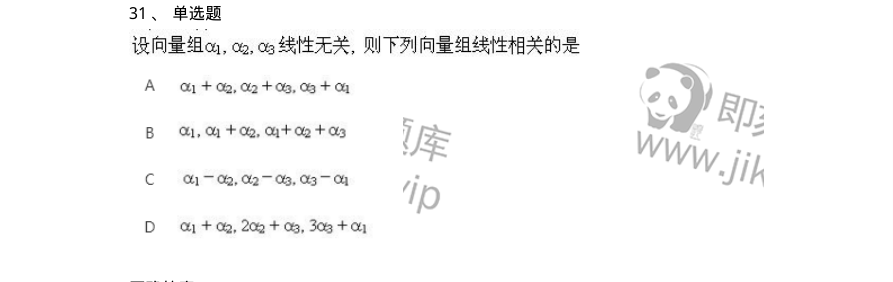 31、 单选题
设向量组α₁, α₂, α₃线性无关, 则下列向量组线性相关的是
A α₁+α₂, α₂+α₃, α₃+α₁
B α₁, α₁+α₂, α₁+α₂+α₃
C α₁-α₂, α₂-α₃, α₃-α₁
D α₁+α₂, 2α₂+α₃, 3α₃+α₁
库
vip
即
www.jik